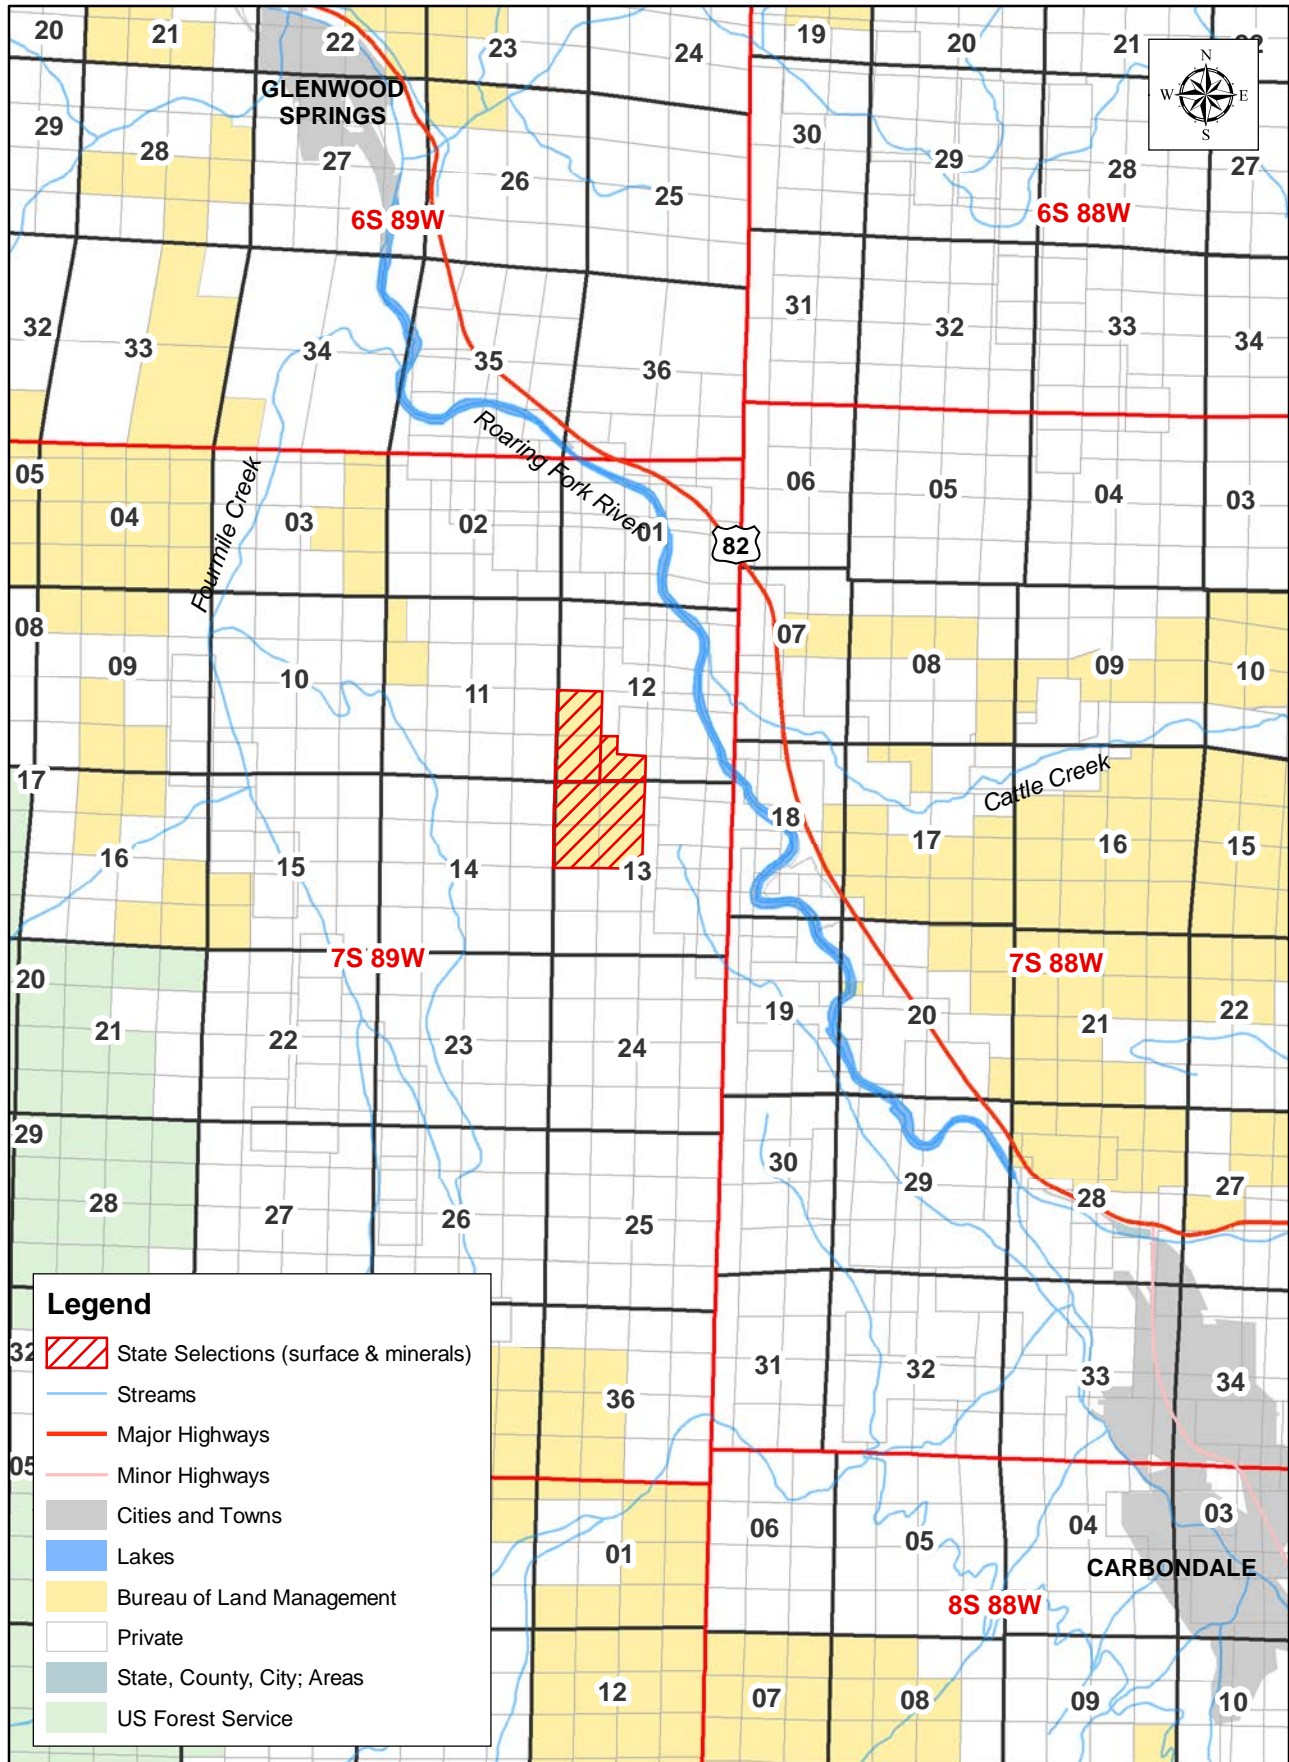 20 21 22 23 24 19 20 21 22
N
W E
S
GLENWOOD
SPRINGS
29 28 27 26 25 30 29 28 27
6S 89W 6S 88W
32 33 34 35 36 31 32 33 34
Roaring Fork River
Fourmile Creek
05 04 03 02 01 06 05 04 03
82
08 09 10 11 12 07 08 09 10
Cattle Creek
17 16 15 14 13 18 17 16 15
7S 89W 7S 88W
20 21 22 23 24 19 20 21 22
29 28 27 26 25 30 29 28 27
32 36 31 32 33 34
05 01 06 05 04 03
CARBONDALE
8S 88W
12 07 08 09 10
Legend
State Selections (surface & minerals)
Streams
Major Highways
Minor Highways
Cities and Towns
Lakes
Bureau of Land Management
Private
State, County, City; Areas
US Forest Service